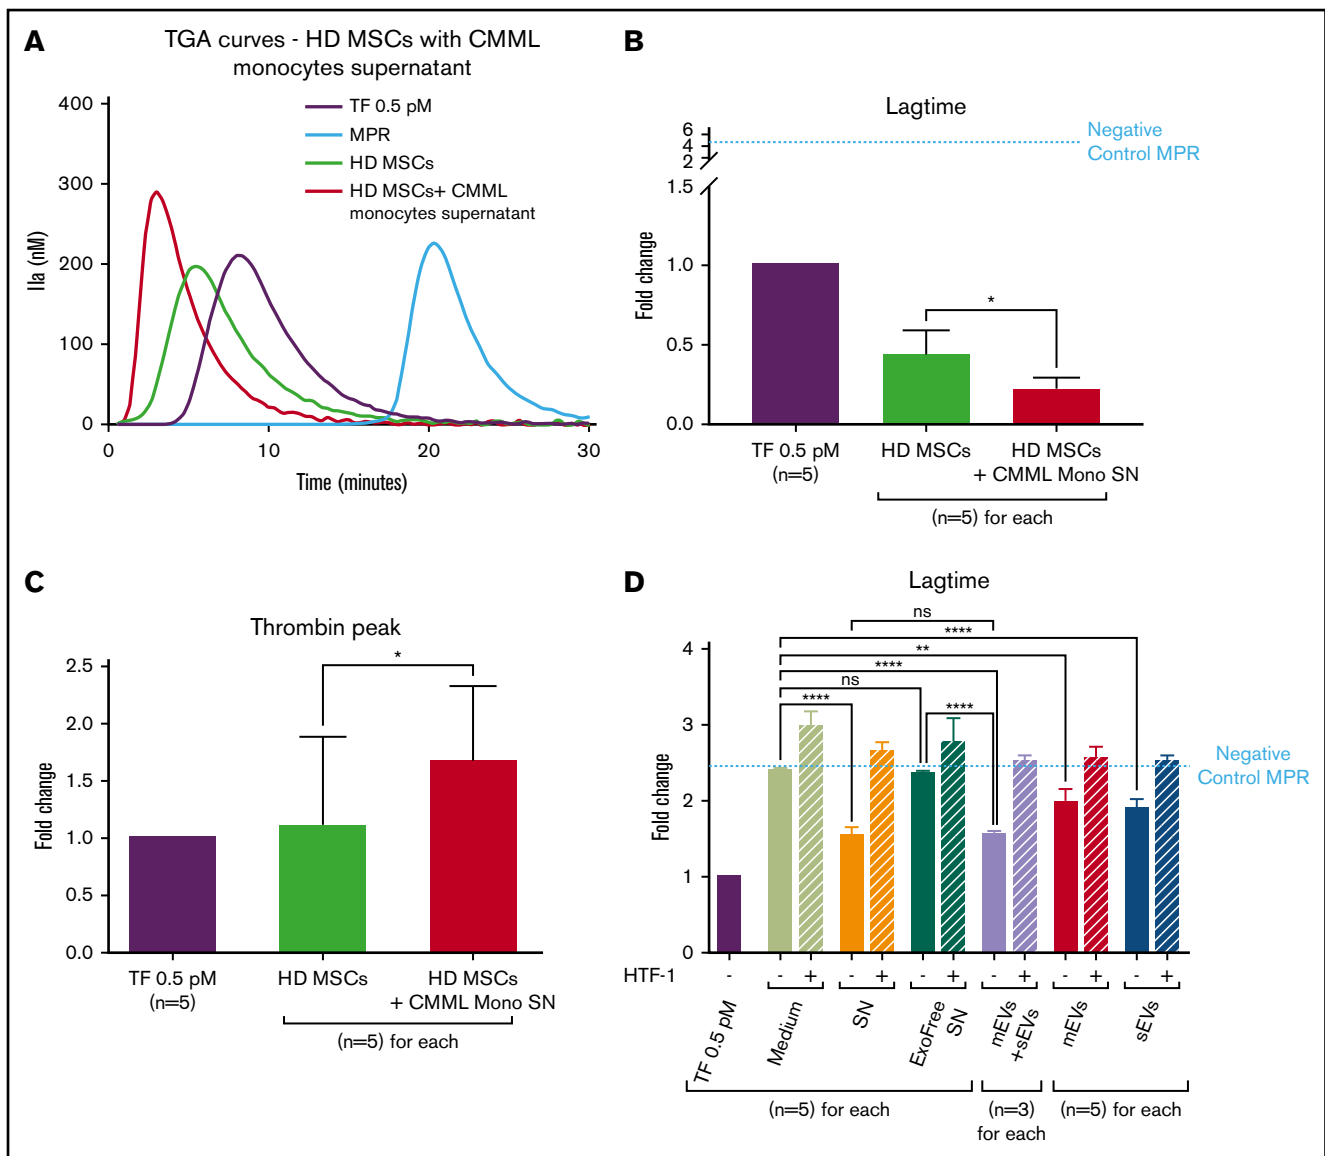 A
TGA curves - HD MSCs with CMML
monocytes supernatant
400
300
200
100
0
IIa (nM)
TF 0.5 pM
MPR
HD MSCs
HD MSCs+ CMML
monocytes supernatant
0 10 20 30
Time (minutes)
B
Lagtime
6
4
2
1.5
1.0
0.5
0.0
Fold change
Negative
Control MPR
*
TF 0.5 pM
(n=5)
HD MSCs
HD MSCs
+ CMML Mono SN
(n=5) for each
C
Thrombin peak
2.5
2.0
1.5
1.0
0.5
0.0
Fold change
*
TF 0.5 pM
(n=5)
HD MSCs
HD MSCs
+ CMML Mono SN
(n=5) for each
D
Lagtime
4
3
2
1
0
Fold change
ns
****
**
****
ns
****
****
Negative
Control MPR
HTF-1 - - + - + - + - + - + - +
TF 0.5 pM
Medium
SN
ExoFree
SN
mEVs
+sEVs
mEVs
sEVs
(n=5) for each
(n=3)
for each
(n=5) for each